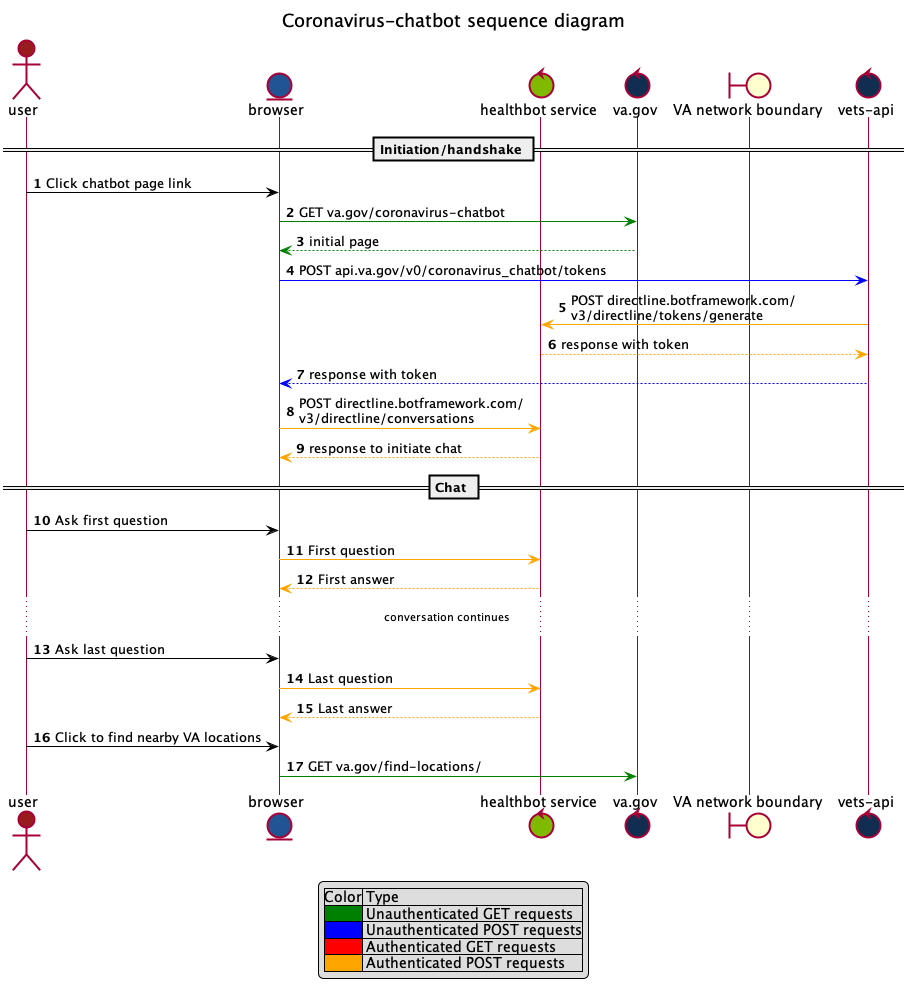 Coronavirus-chatbot sequence diagram
user
browser
healthbot service
va.gov
VA network boundary
vets-api
Initiation/handshake
1 Click chatbot page link
2 GET va.gov/coronavirus-chatbot
3 initial page
4 POST api.va.gov/v0/coronavirus_chatbot/tokens
5 POST directline.botframework.com/
v3/directline/tokens/generate
6 response with token
7 response with token
8 POST directline.botframework.com/
v3/directline/conversations
9 response to initiate chat
Chat
10 Ask first question
11 First question
12 First answer
conversation continues
13 Ask last question
14 Last question
15 Last answer
16 Click to find nearby VA locations
17 GET va.gov/find-locations/
user
browser
healthbot service
va.gov
VA network boundary
vets-api
Color Type
Unauthenticated GET requests
Unauthenticated POST requests
Authenticated GET requests
Authenticated POST requests